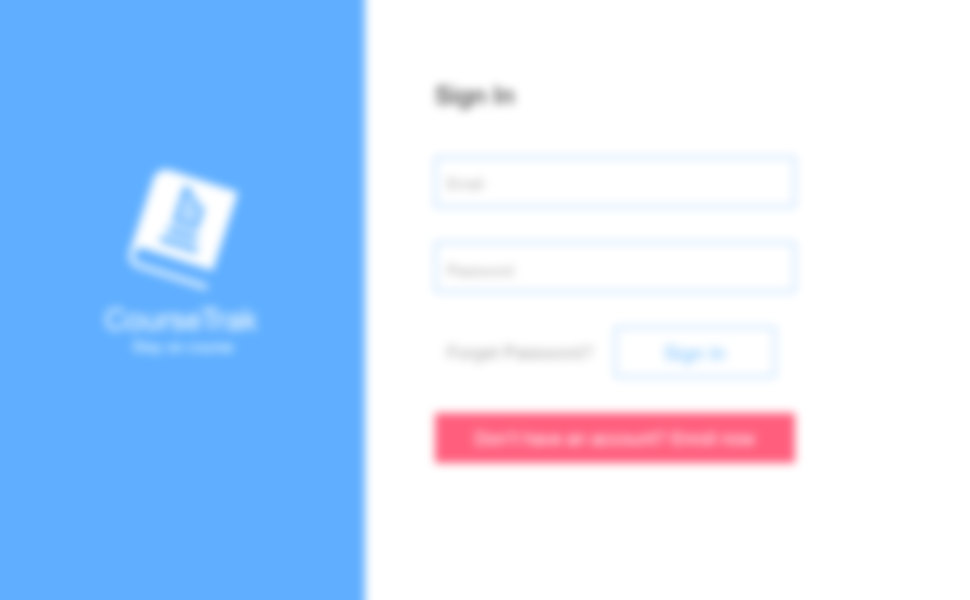 CourseTrak
Stay on course
Sign In
Email
Password
Forgot Password?
Sign In
Don't have an account? Enroll now